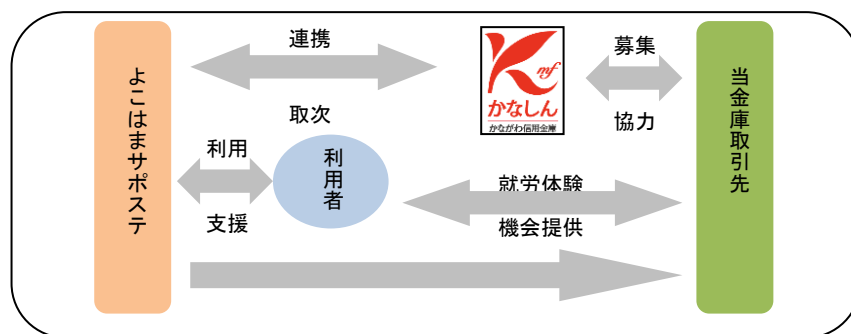 よこはまサポステ
連携
取次
利用
支援
利用者
mf
かなしん
かながわ信用金庫
募集
協力
就労体験
機会提供
当金庫取引先